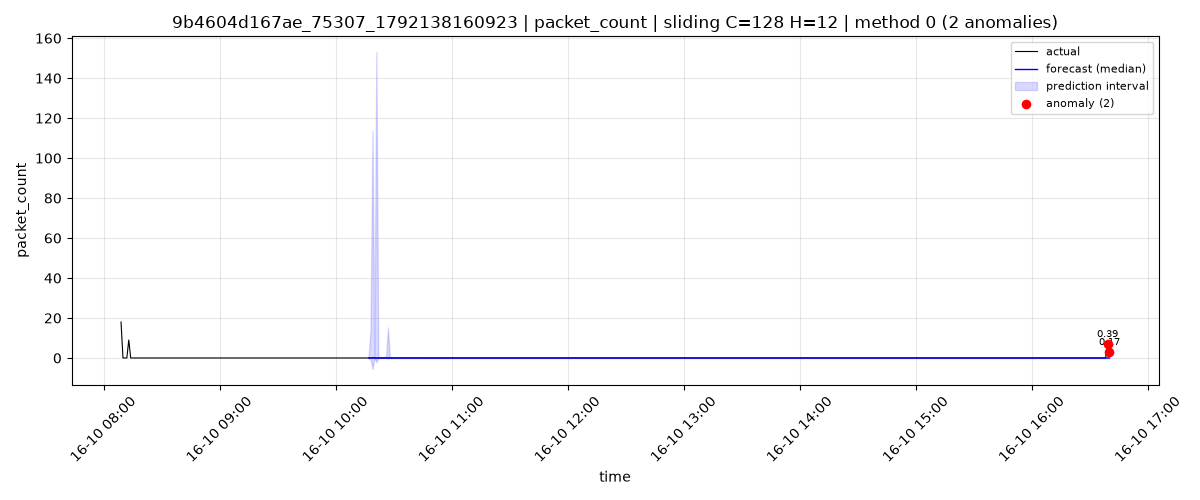 9b4604d167ae_75307_1792138160923 | packet_count | sliding C=128 H=12 | method 0 (2 anomalies)
packet_count
160
140
120
100
80
60
40
20
0
actual
forecast (median)
prediction interval
anomaly (2)
0.39
16-10 08:00
16-10 09:00
16-10 10:00
16-10 11:00
16-10 12:00
16-10 13:00
16-10 14:00
16-10 15:00
16-10 16:00
16-10 17:00
time